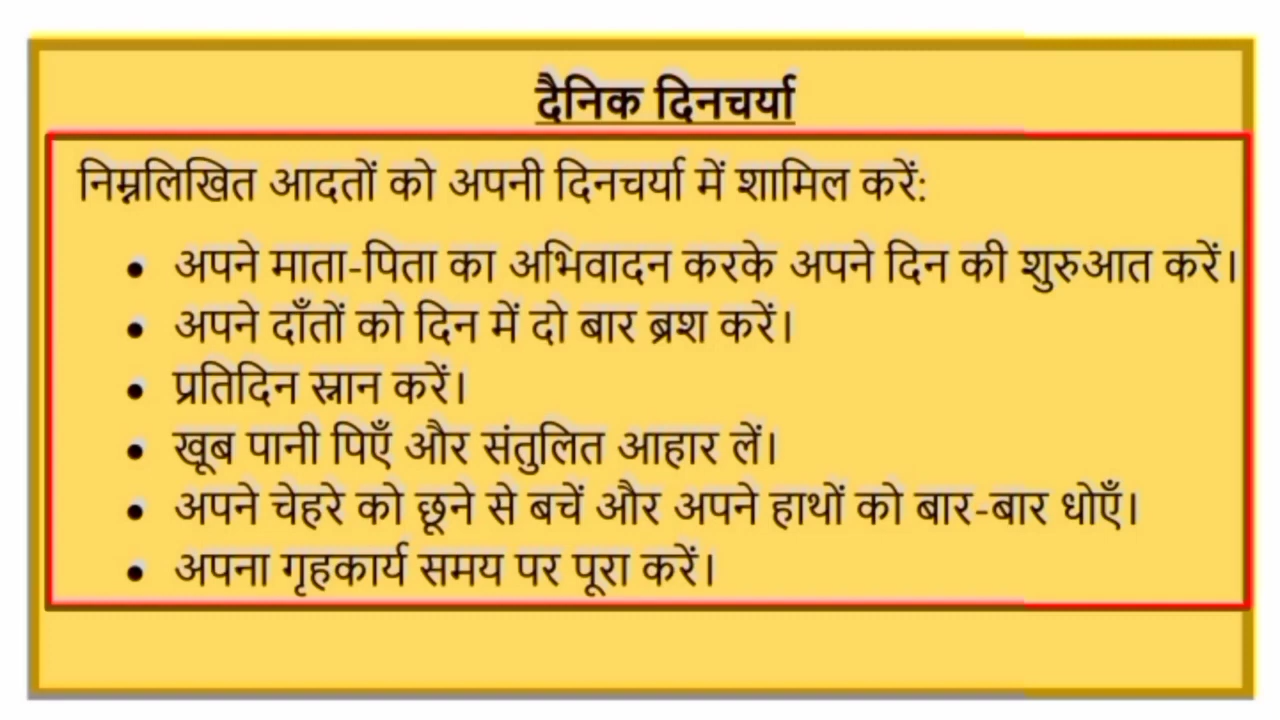 दैनिक दिनचर्या
निम्नलिखित आदतों को अपनी दिनचर्या में शामिल करें:
• अपने माता-पिता का अभिवादन करके अपने दिन की शुरुआत करें।
• अपने दाँतों को दिन में दो बार ब्रश करें।
• प्रतिदिन स्नान करें।
• खूब पानी पिएँ और संतुलित आहार लें।
• अपने चेहरे को छूने से बचें और अपने हाथों को बार-बार धोएँ।
• अपना गृहकार्य समय पर पूरा करें।